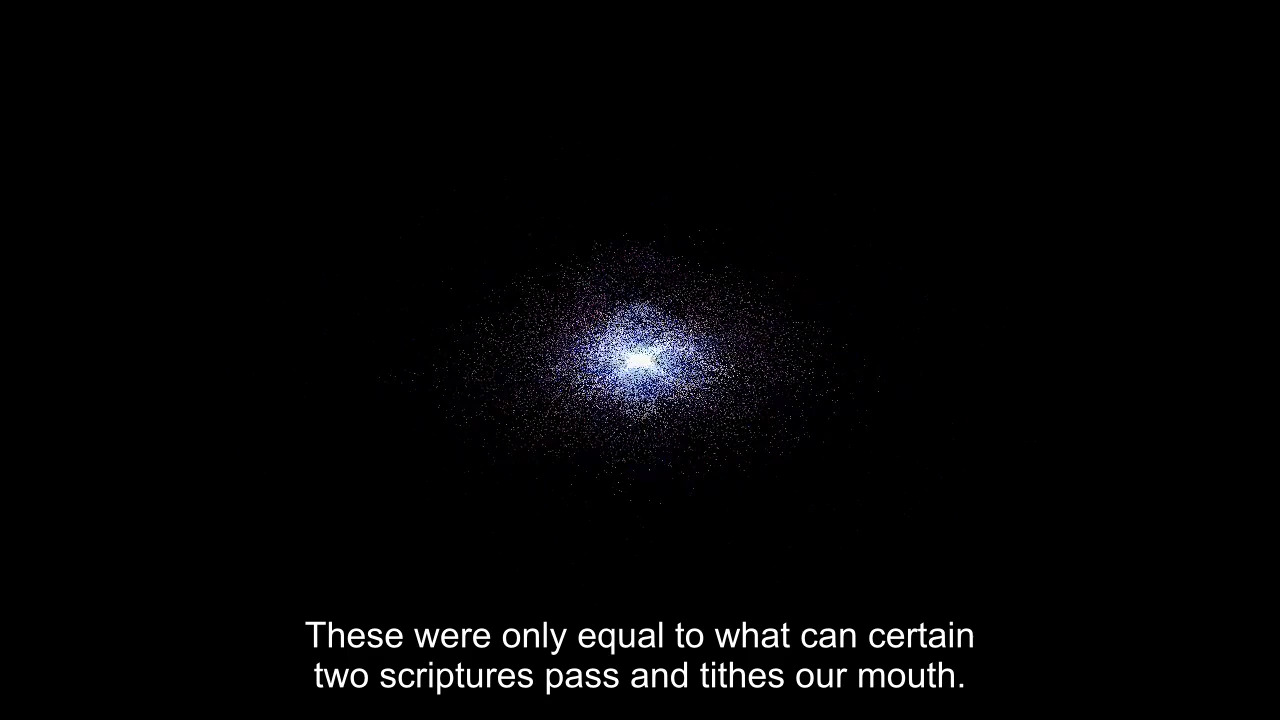 These were only equal to what can certain
two scriptures pass and tithes our mouth.